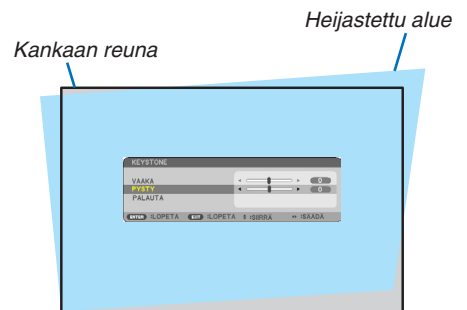 Heijastettu alue
Kankaan reuna
KEYSTONE
VAAKA 0
PYSTY 0
PALAUTA
ENTER :LOPETA EXIT :LOPETA :SIIRRÄ :SÄÄDÄ